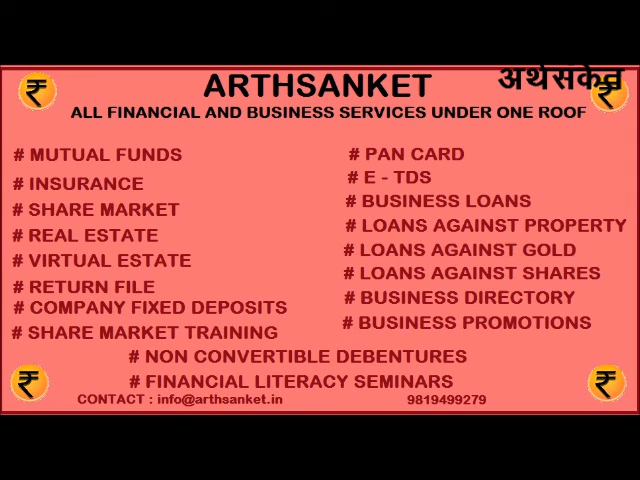 ARTHSANKET
अर्थसंकेत
ALL FINANCIAL AND BUSINESS SERVICES UNDER ONE ROOF
# MUTUAL FUNDS
# INSURANCE
# SHARE MARKET
# REAL ESTATE
# VIRTUAL ESTATE
# RETURN FILE
# COMPANY FIXED DEPOSITS
# SHARE MARKET TRAINING
# PAN CARD
# E - TDS
# BUSINESS LOANS
# LOANS AGAINST PROPERTY
# LOANS AGAINST GOLD
# LOANS AGAINST SHARES
# BUSINESS DIRECTORY
# BUSINESS PROMOTIONS
# NON CONVERTIBLE DEBENTURES
# FINANCIAL LITERACY SEMINARS
CONTACT : info@arthsanket.in 9819499279